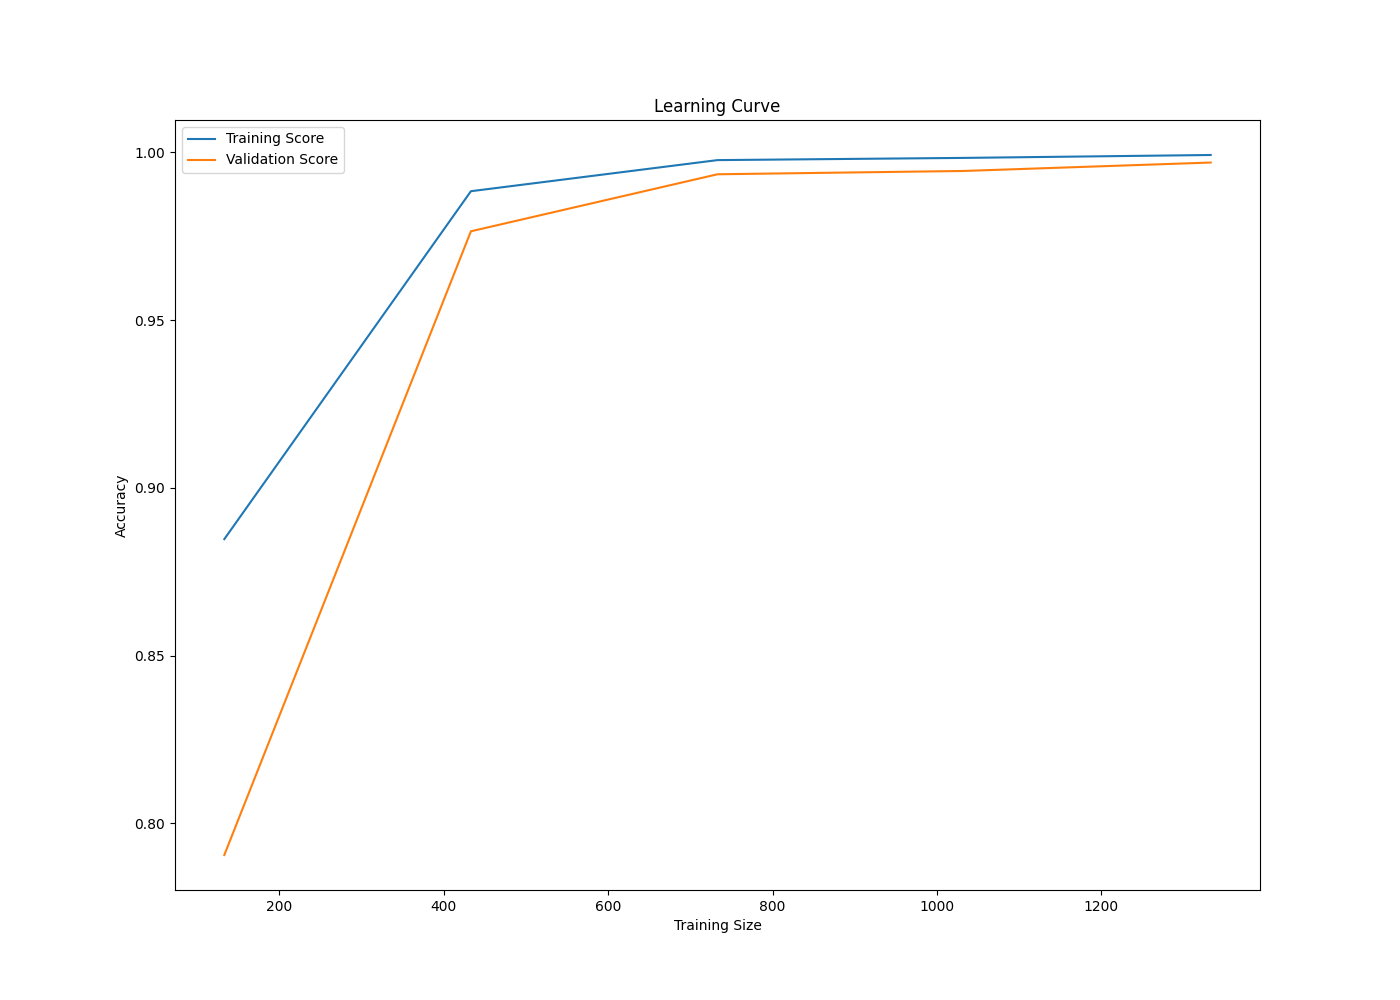 Learning Curve
Training Score
Validation Score
1.00
0.95
0.90
0.85
0.80
Accuracy
200 400 600 800 1000 1200
Training Size